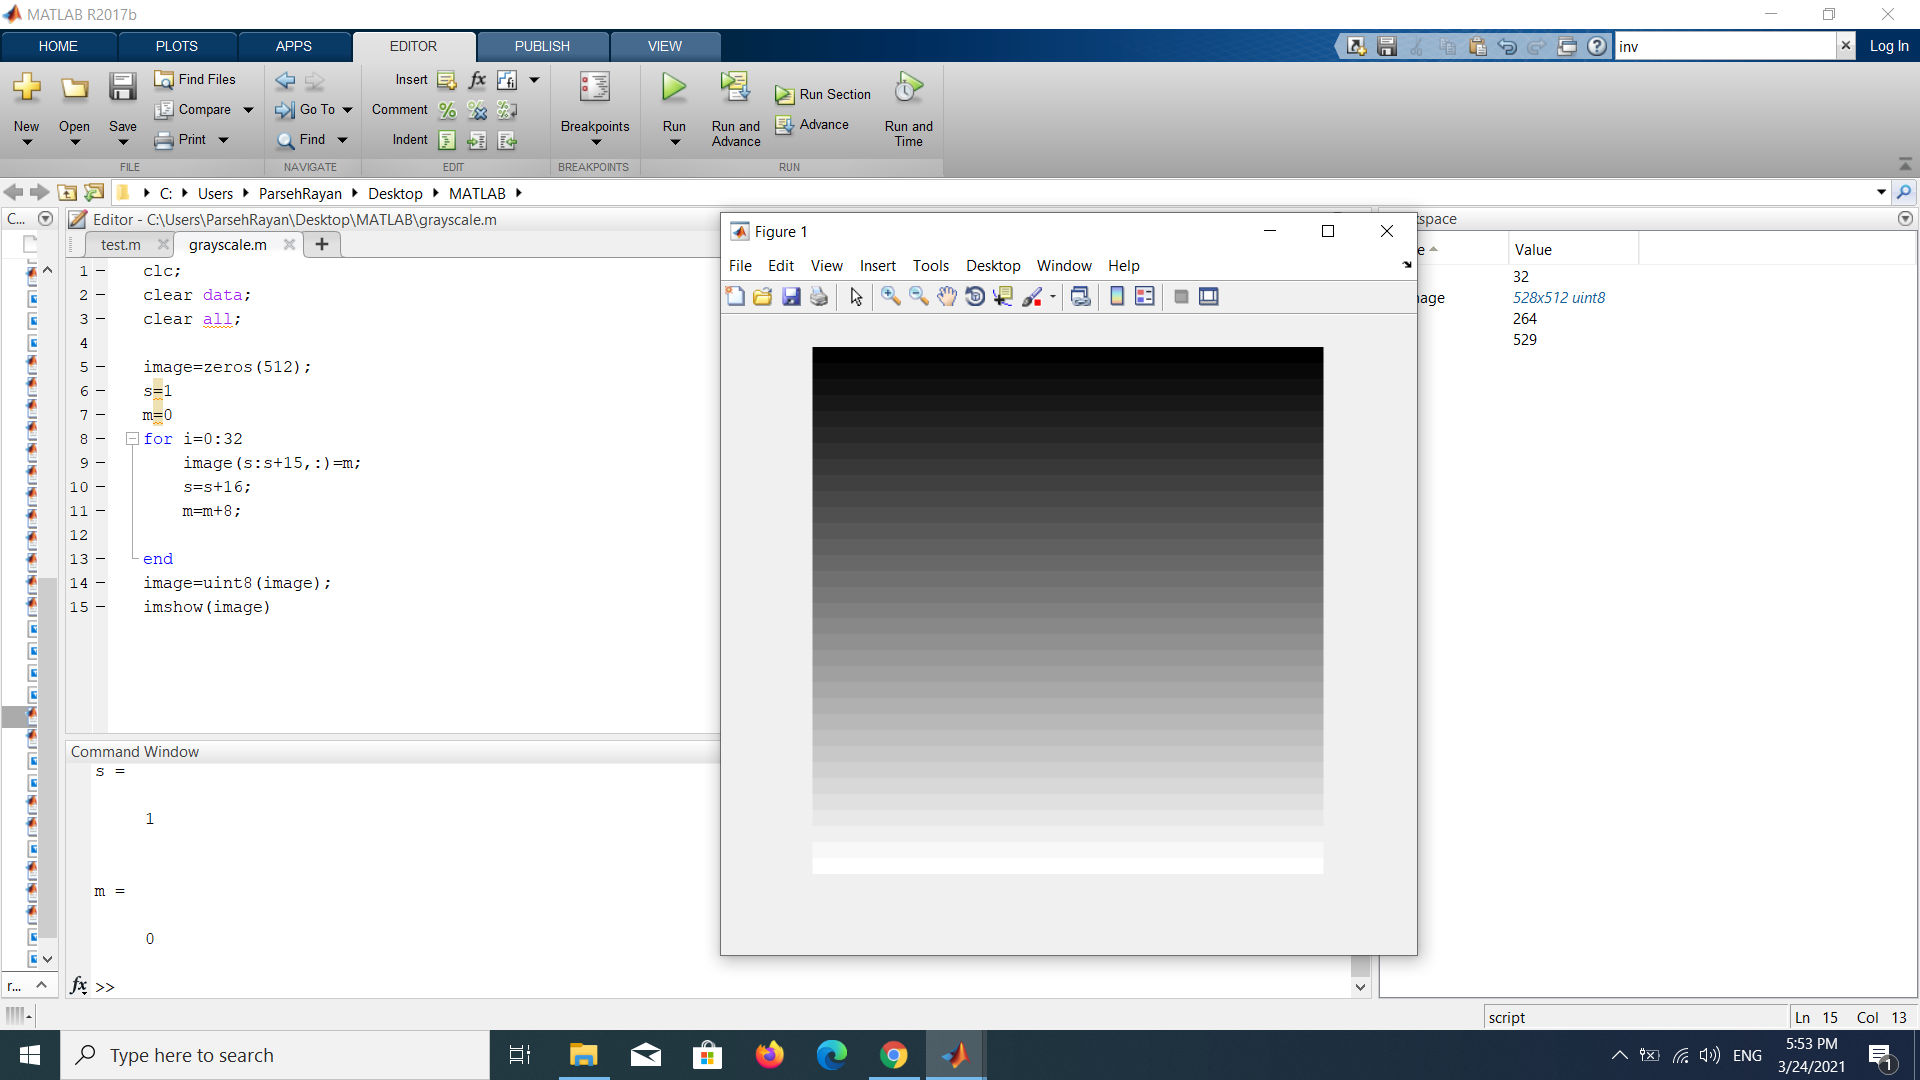 MATLAB R2017b
HOME PLOTS APPS EDITOR PUBLISH VIEW
inv
Log In
New Open Save
Find Files
Compare
Print
FILE
Go To
Find
NAVIGATE
Insert
Comment
Indent
EDIT
Breakpoints
BREAKPOINTS
Run
Run and Advance
Run Section
Advance
Run and Time
RUN
C: Users ParsehRayan Desktop MATLAB
C...
Editor - C:\Users\ParsehRayan\Desktop\MATLAB\grayscale.m
test.m grayscale.m
1 clc;
2 clear data;
3 clear all;
4
5 image=zeros(512);
6 s=1
7 m=0
8 for i=0:32
9 image(s:s+15,:)=m;
10 s=s+16;
11 m=m+8;
12
13 end
14 image=uint8(image);
15 imshow(image)
Command Window
s =
1
m =
0
fx >>
r...
Figure 1
File Edit View Insert Tools Desktop Window Help
space
e Value
32
age 528x512 uint8
264
529
script
Ln 15 Col 13
Type here to search
ENG
5:53 PM
3/24/2021
1